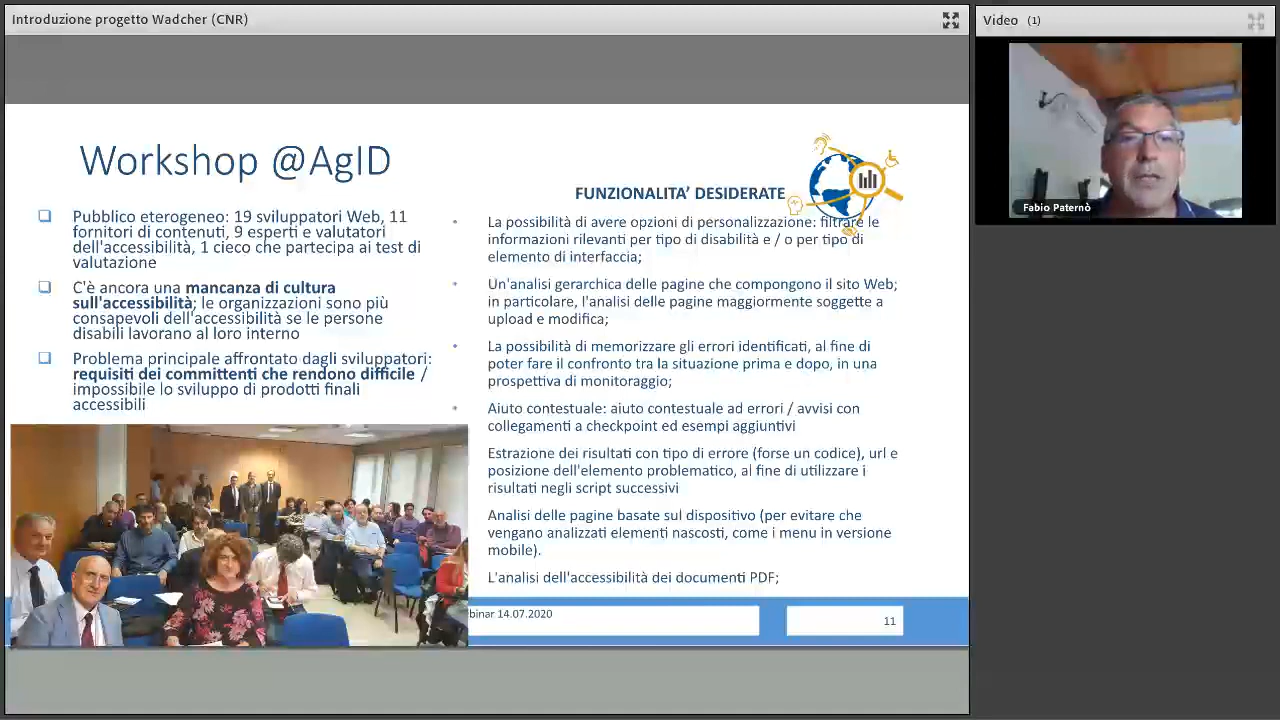 Introduzione progetto Wadcher (CNR)
Video (1)
Fabio Paternò
Workshop @AgID
Pubblico eterogeneo: 19 sviluppatori Web, 11
fornitori di contenuti, 9 esperti e valutatori
dell'accessibilità, 1 cieco che partecipa ai test di
valutazione
C'è ancora una mancanza di cultura
sull'accessibilità; le organizzazioni sono più
consapevoli dell'accessibilità se le persone
disabili lavorano al loro interno
Problema principale affrontato dagli sviluppatori:
requisiti dei committenti che rendono difficile /
impossibile lo sviluppo di prodotti finali
accessibili
FUNZIONALITA' DESIDERATE
La possibilità di avere opzioni di personalizzazione: filtrare le
informazioni rilevanti per tipo di disabilità e / o per tipo di
elemento di interfaccia;
Un'analisi gerarchica delle pagine che compongono il sito Web;
in particolare, l'analisi delle pagine maggiormente soggette a
upload e modifica;
La possibilità di memorizzare gli errori identificati, al fine di
poter fare il confronto tra la situazione prima e dopo, in una
prospettiva di monitoraggio;
Aiuto contestuale: aiuto contestuale ad errori / avvisi con
collegamenti a checkpoint ed esempi aggiuntivi
Estrazione dei risultati con tipo di errore (forse un codice), url e
posizione dell'elemento problematico, al fine di utilizzare i
risultati negli script successivi
Analisi delle pagine basate sul dispositivo (per evitare che
vengano analizzati elementi nascosti, come i menu in versione
mobile).
L'analisi dell'accessibilità dei documenti PDF;
binar 14.07.2020
11